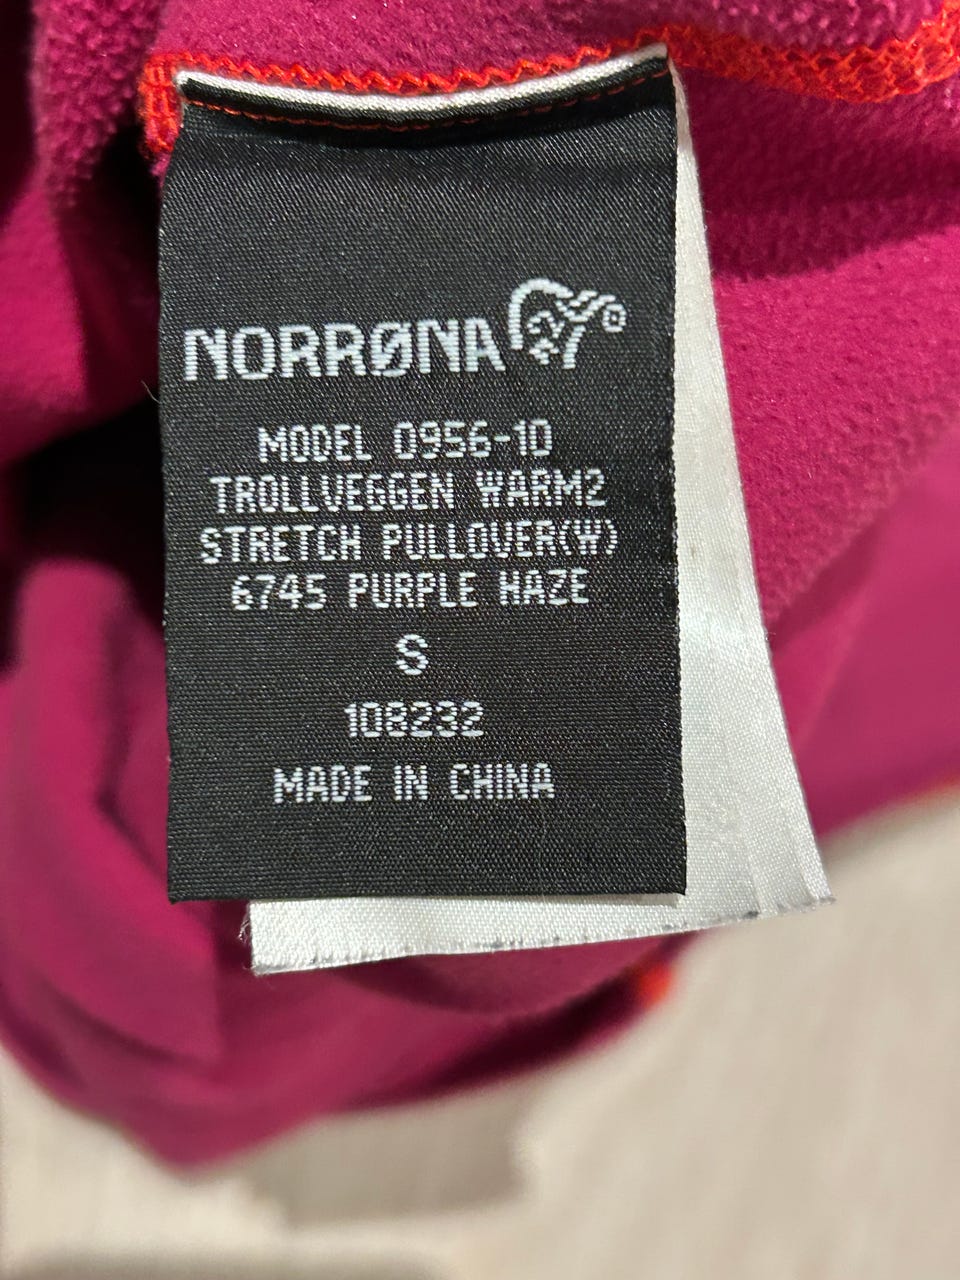 NORRØNA
MODEL 0956-10
TROLLVEGGEN WARM2
STRETCH PULLOVER(W)
6745 PURPLE HAZE
S
108232
MADE IN CHINA